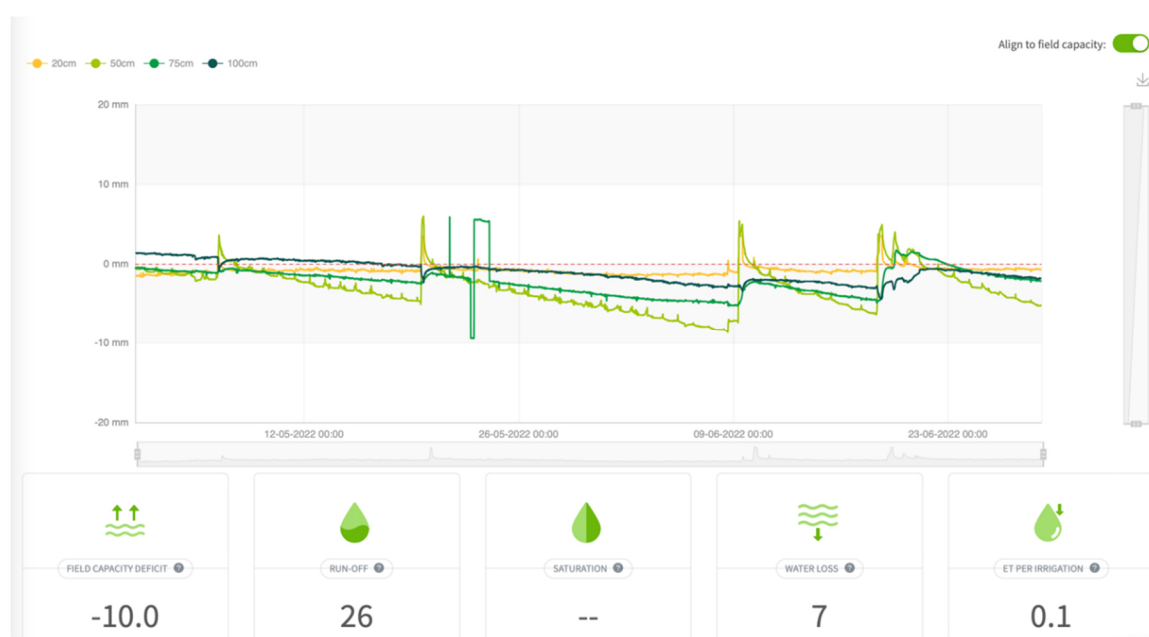 Align to field capacity:
20cm 50cm 75cm 100cm
20 mm
10 mm
0 mm
-10 mm
-20 mm
12-05-2022 00:00 26-05-2022 00:00 09-06-2022 00:00 23-06-2022 00:00
FIELD CAPACITY DEFICIT ? RUN-OFF ? SATURATION ? WATER LOSS ? ET PER IRRIGATION ?
-10.0 26 -- 7 0.1